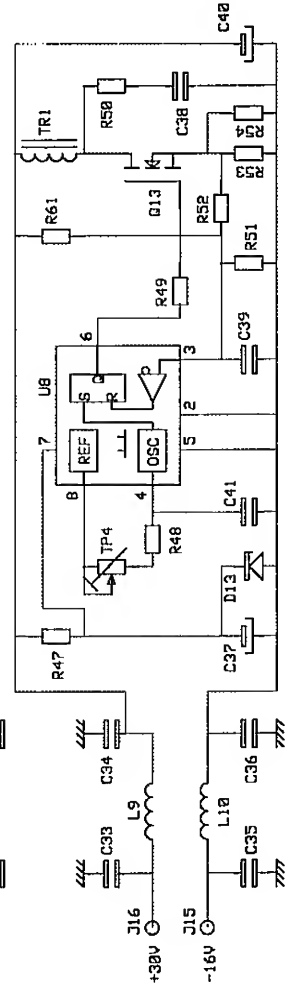 C40
TR1
R50
C38
R54
R53
Q13
R52
R61
R51
R49
6
U8
3
C39
Q
S
R
7
REF
OSC
2
8
4
5
TP4
R48
C41
R47
D13
C37
C34
C36
L9
L10
C33
C35
J16
J15
+30V
-16V